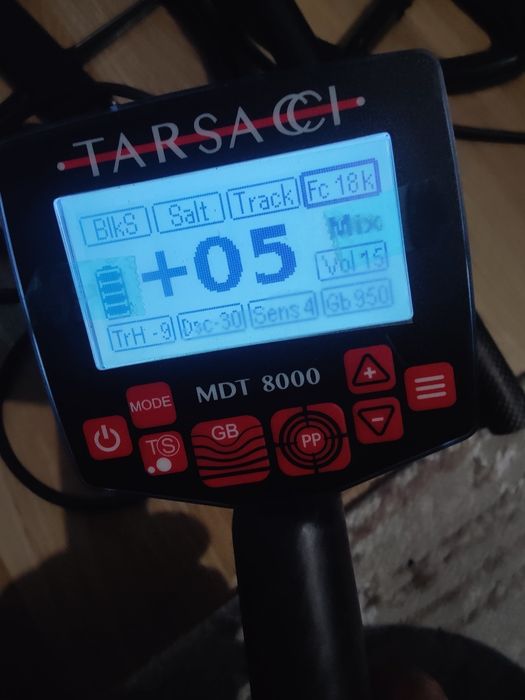 TARSACCI
BlkS Salt Track Fc 18k
+05
Mix
Vol 15
TrH -9 Dsc-30 Sens 4 Gb 950
MDT 8000
MODE
TS GB PP + -